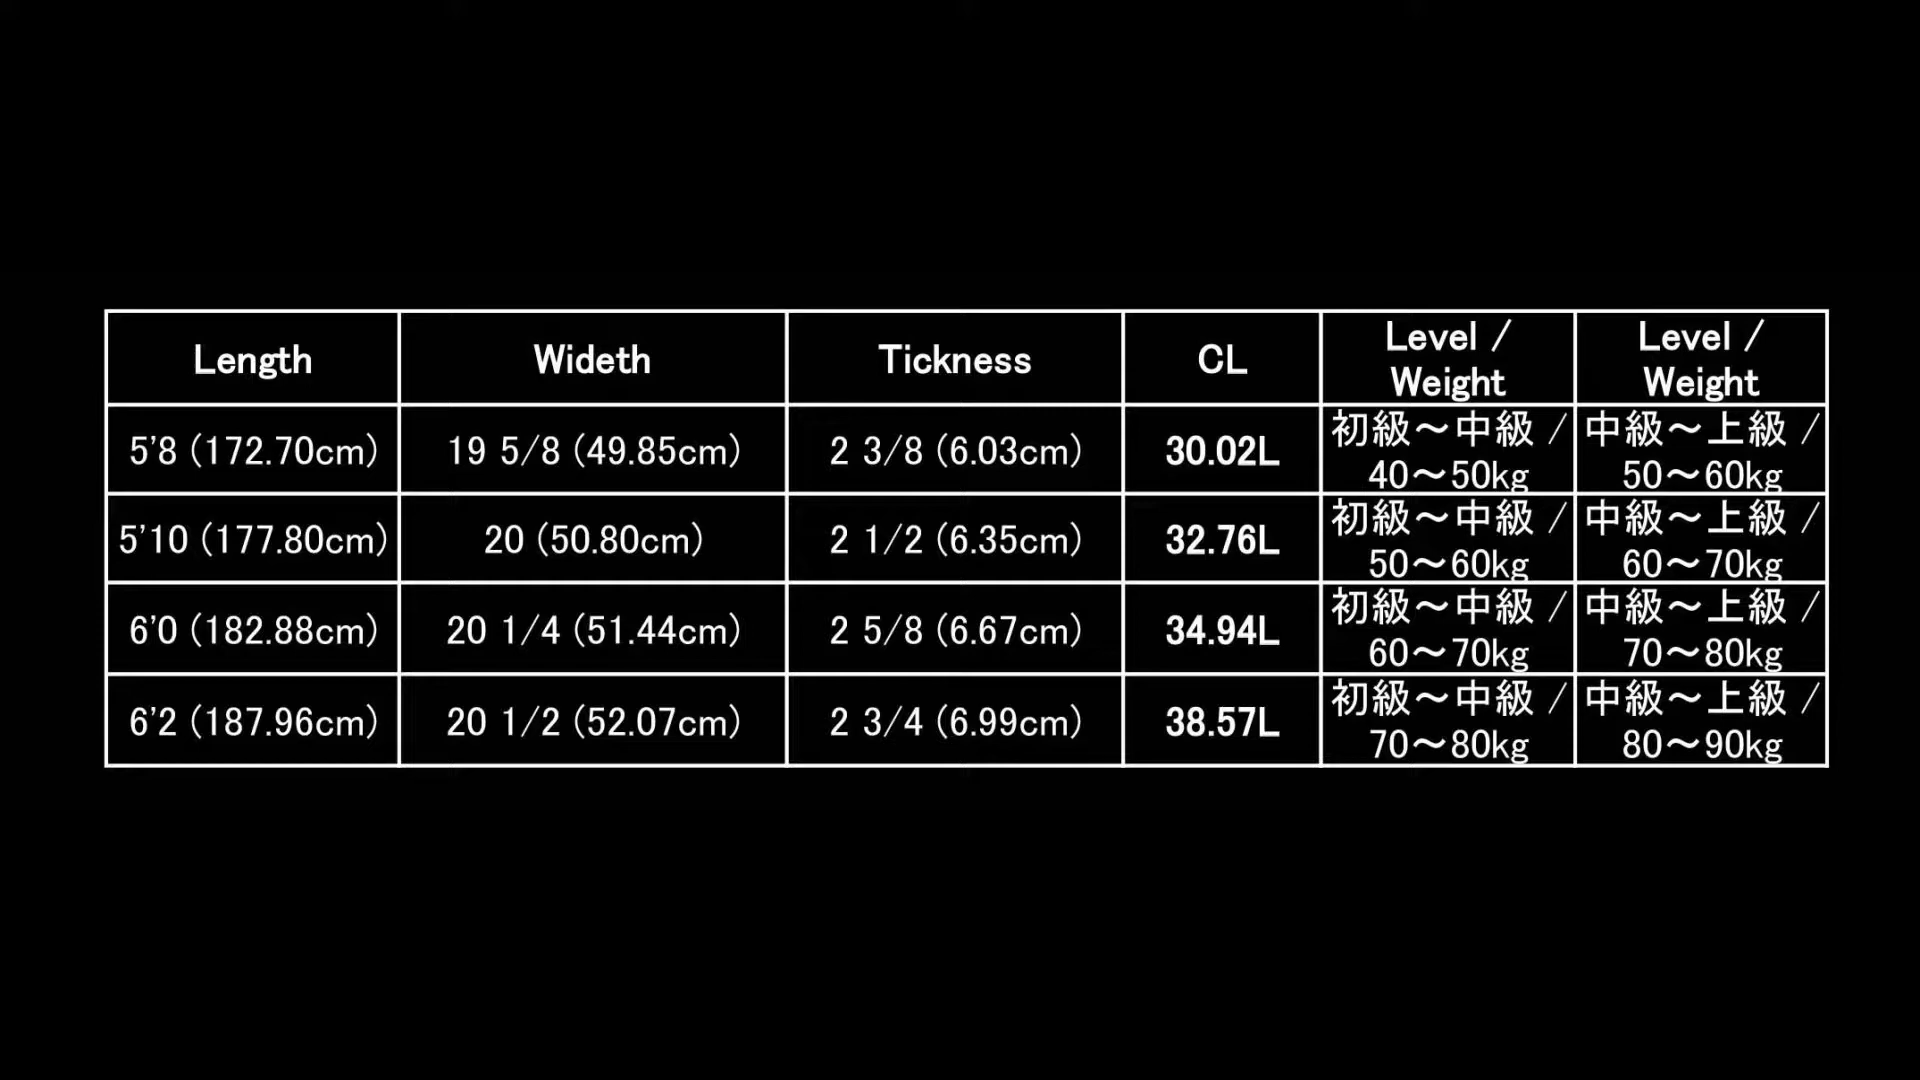 Length Wideth Tickness CL Level / Weight Level / Weight
5'8 (172.70cm) 19 5/8 (49.85cm) 2 3/8 (6.03cm) 30.02L 初級～中級 / 40～50kg 中級～上級 / 50～60kg
5'10 (177.80cm) 20 (50.80cm) 2 1/2 (6.35cm) 32.76L 初級～中級 / 50～60kg 中級～上級 / 60～70kg
6'0 (182.88cm) 20 1/4 (51.44cm) 2 5/8 (6.67cm) 34.94L 初級～中級 / 60～70kg 中級～上級 / 70～80kg
6'2 (187.96cm) 20 1/2 (52.07cm) 2 3/4 (6.99cm) 38.57L 初級～中級 / 70～80kg 中級～上級 / 80～90kg